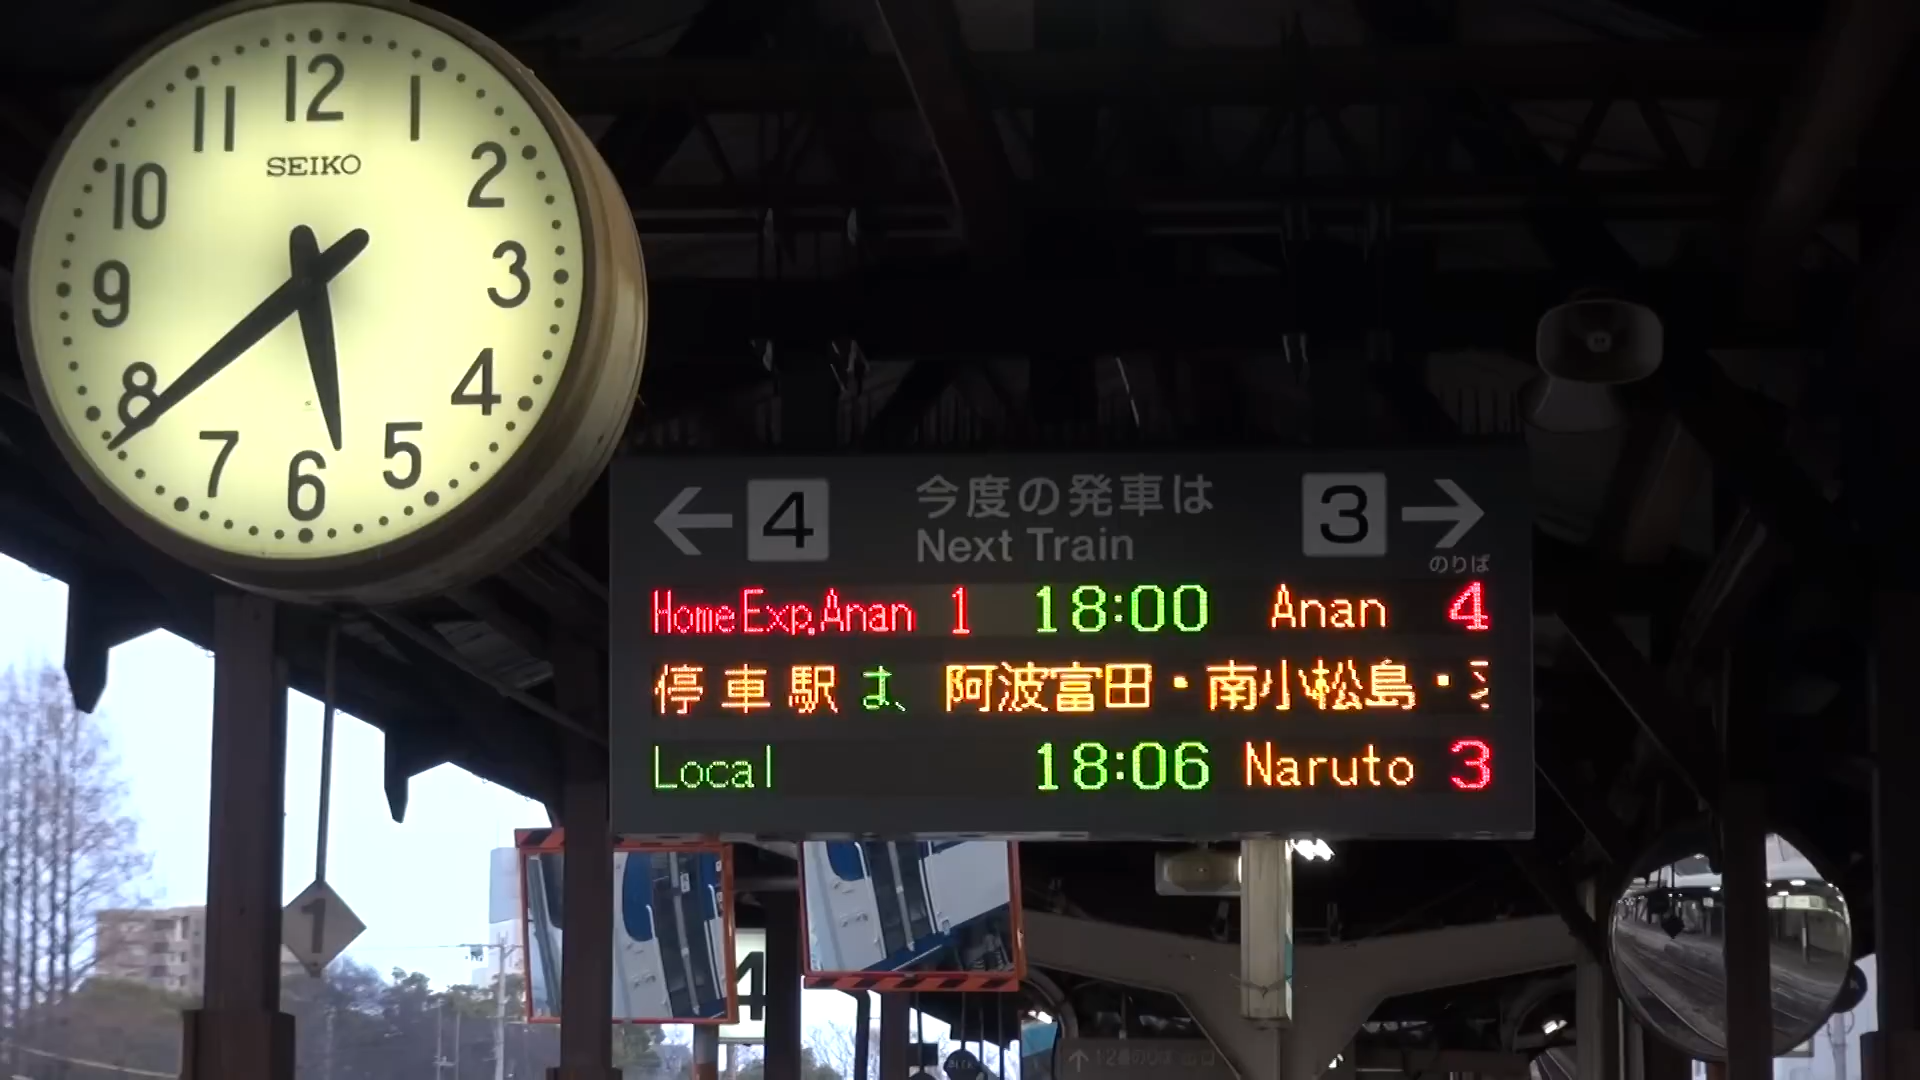 12
11 1
SEIKO
10 2
9 3
8 4
7 5
6
← 4 今度の発車は 3 →
Next Train
のりば
Home Exp.Anan 1 18:00 Anan 4
停車駅は、阿波富田・南小松島・
Local 18:06 Naruto 3
1
4